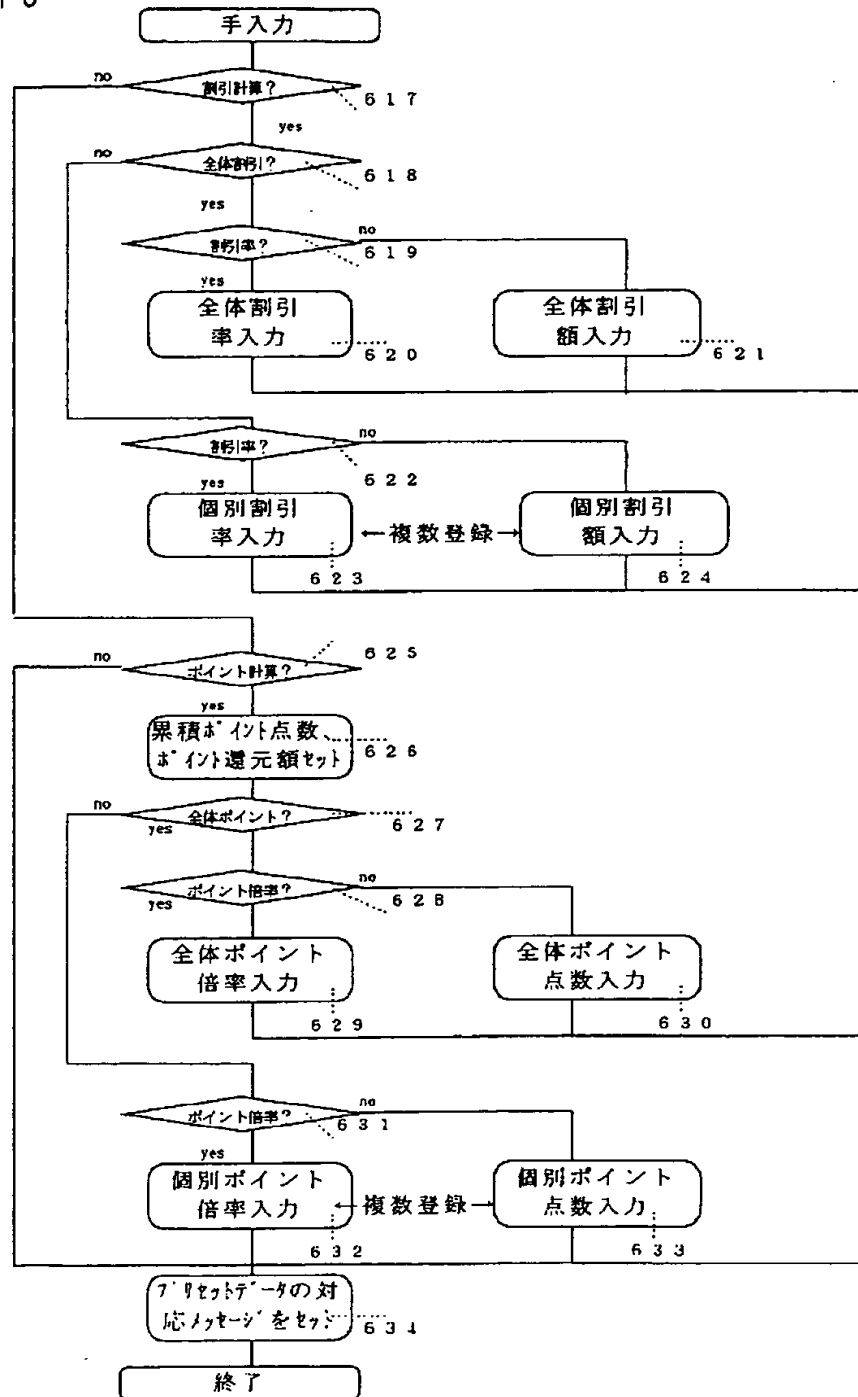 手入力
no
割引計算?
617
yes
no
全体割引?
618
yes
割引率?
no
619
yes
全体割引
率入力
620
全体割引
額入力
621
割引率?
no
622
yes
個別割引
率入力
623
←複数登録→
個別割引
額入力
624
no
ポイント計算?
625
yes
累積ポイント点数、
ポイント還元額セット
626
no
全体ポイント?
627
yes
ポイント倍率?
no
628
yes
全体ポイント
倍率入力
629
全体ポイント
点数入力
630
ポイント倍率?
no
631
yes
個別ポイント
倍率入力
632
←複数登録→
個別ポイント
点数入力
633
プリセットデータの対
応メッセージをセット
634
終了